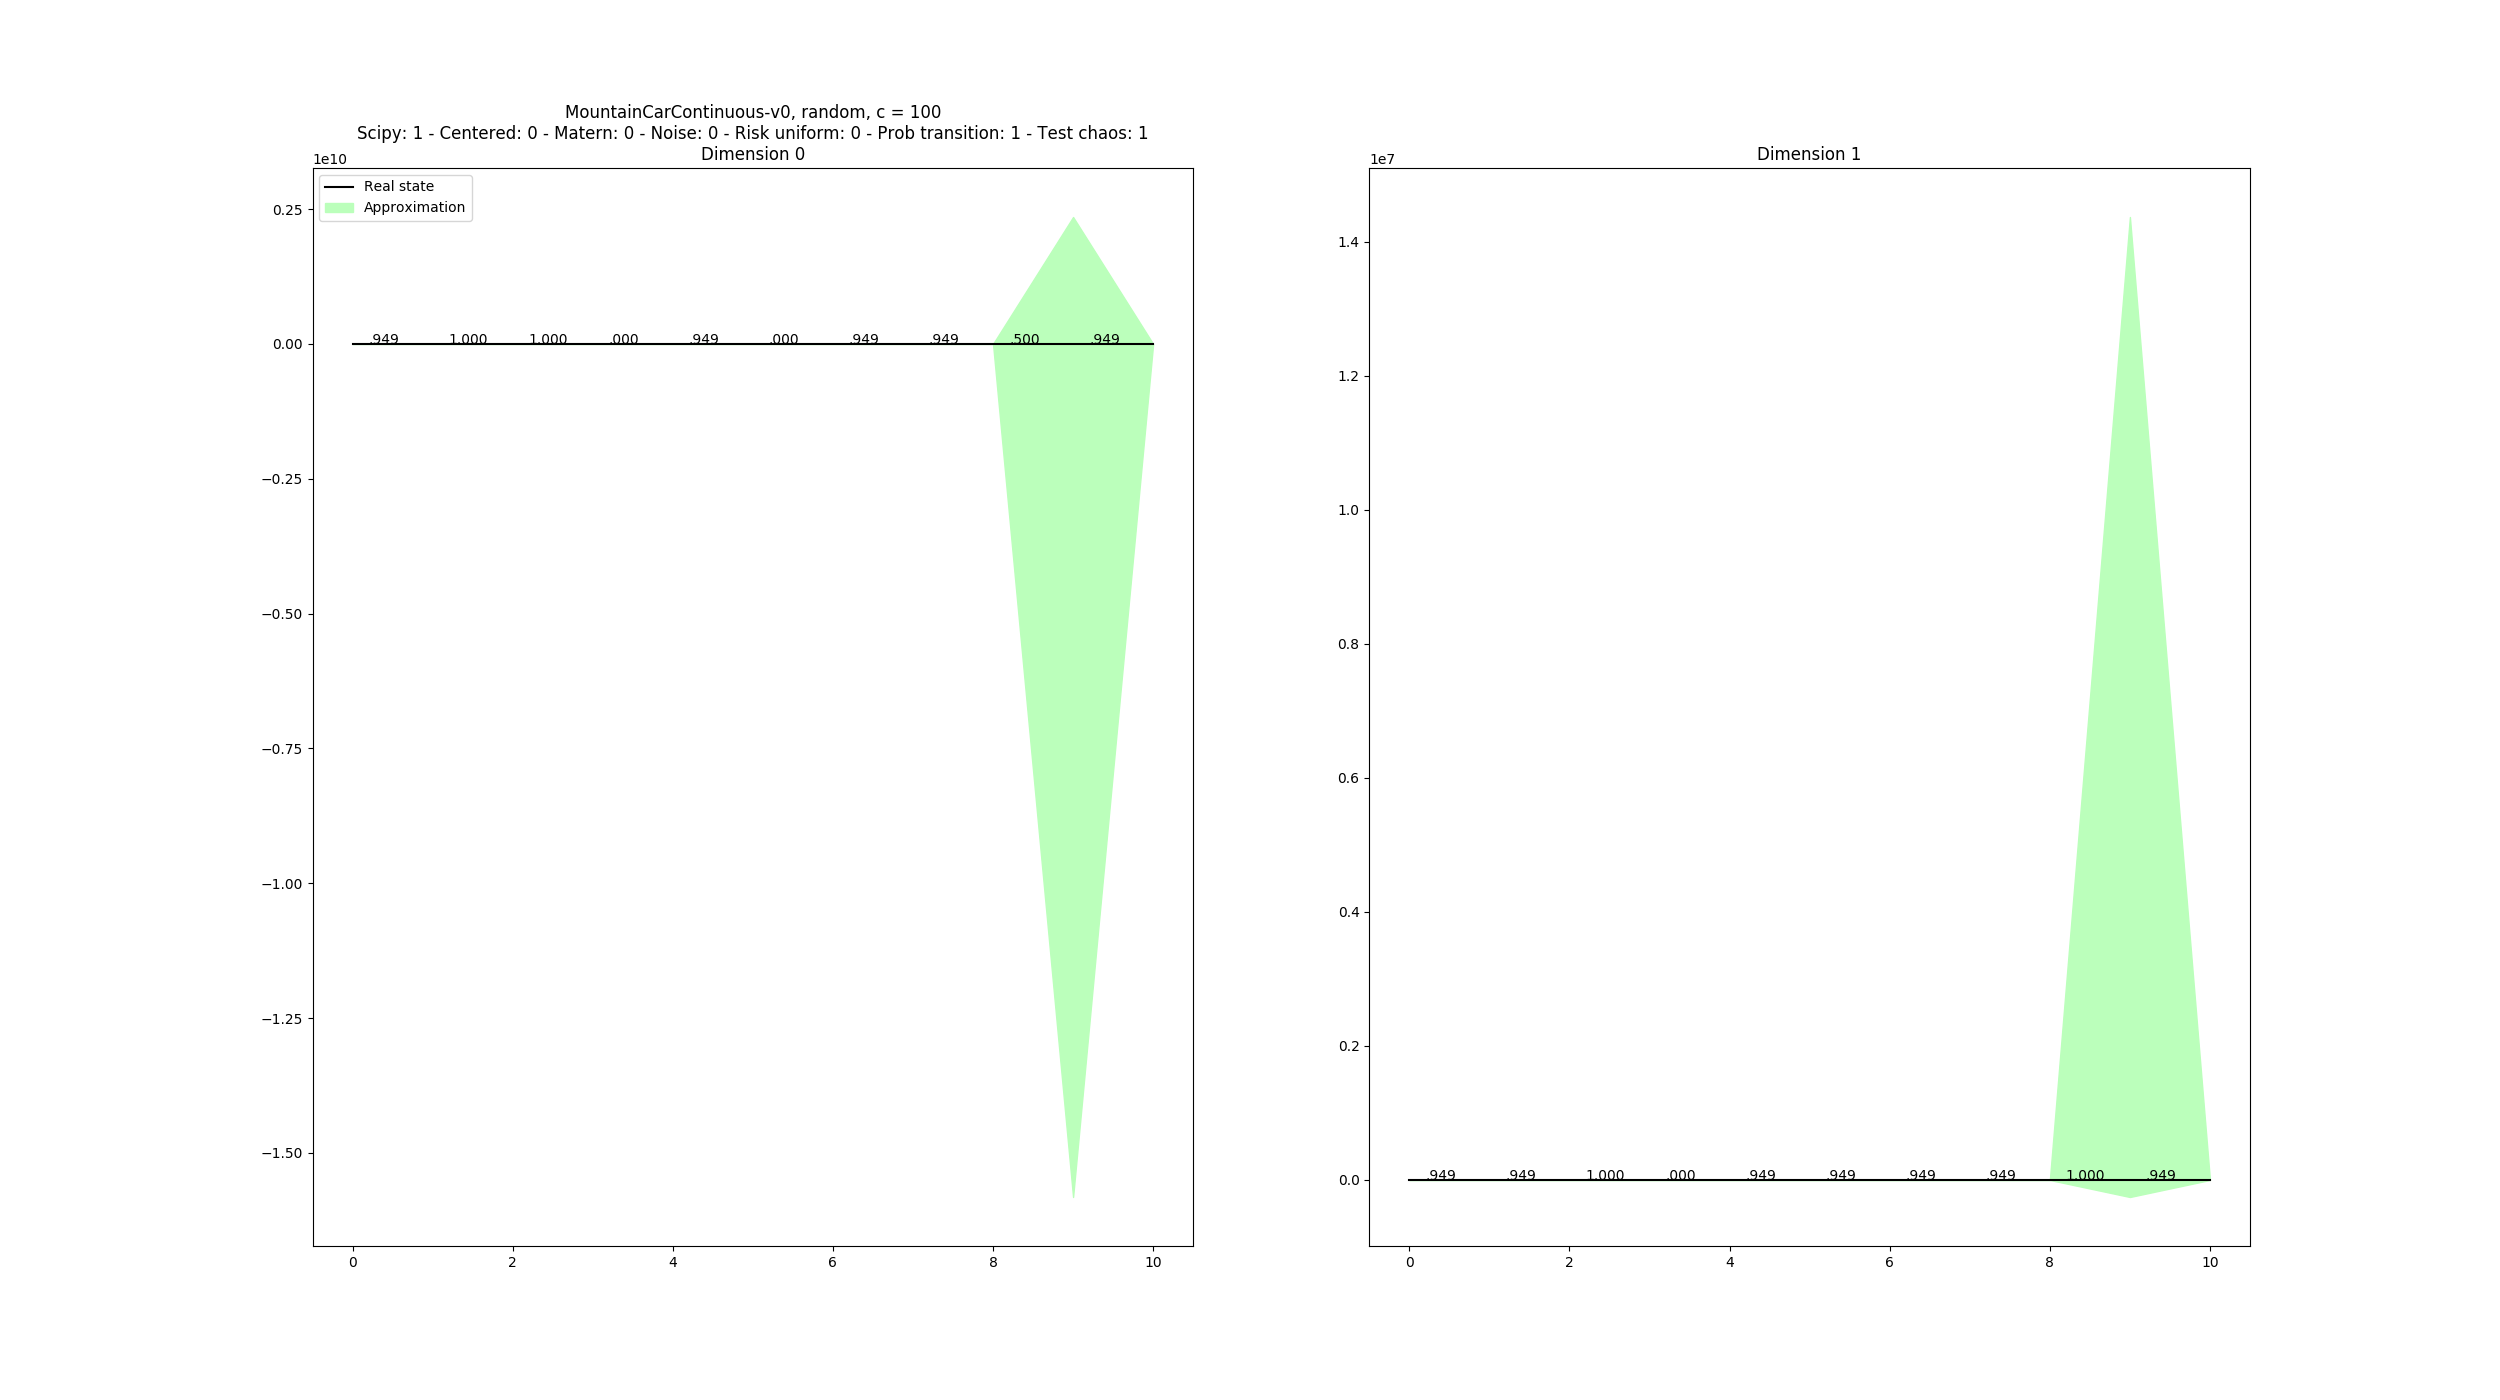 MountainCarContinuous-v0, random, c = 100
Scipy: 1 - Centered: 0 - Matern: 0 - Noise: 0 - Risk uniform: 0 - Prob transition: 1 - Test chaos: 1
Dimension 0
1e10
Real state
Approximation
0.25
0.00
−0.25
−0.50
−0.75
−1.00
−1.25
−1.50
.949 1.000 1.000 .000 .949 .000 .949 .949 .500 .949
0 2 4 6 8 10
Dimension 1
1e7
1.4
1.2
1.0
0.8
0.6
0.4
0.2
0.0
.949 .949 1.000 .000 .949 .949 .949 .949 1.000 .949
0 2 4 6 8 10